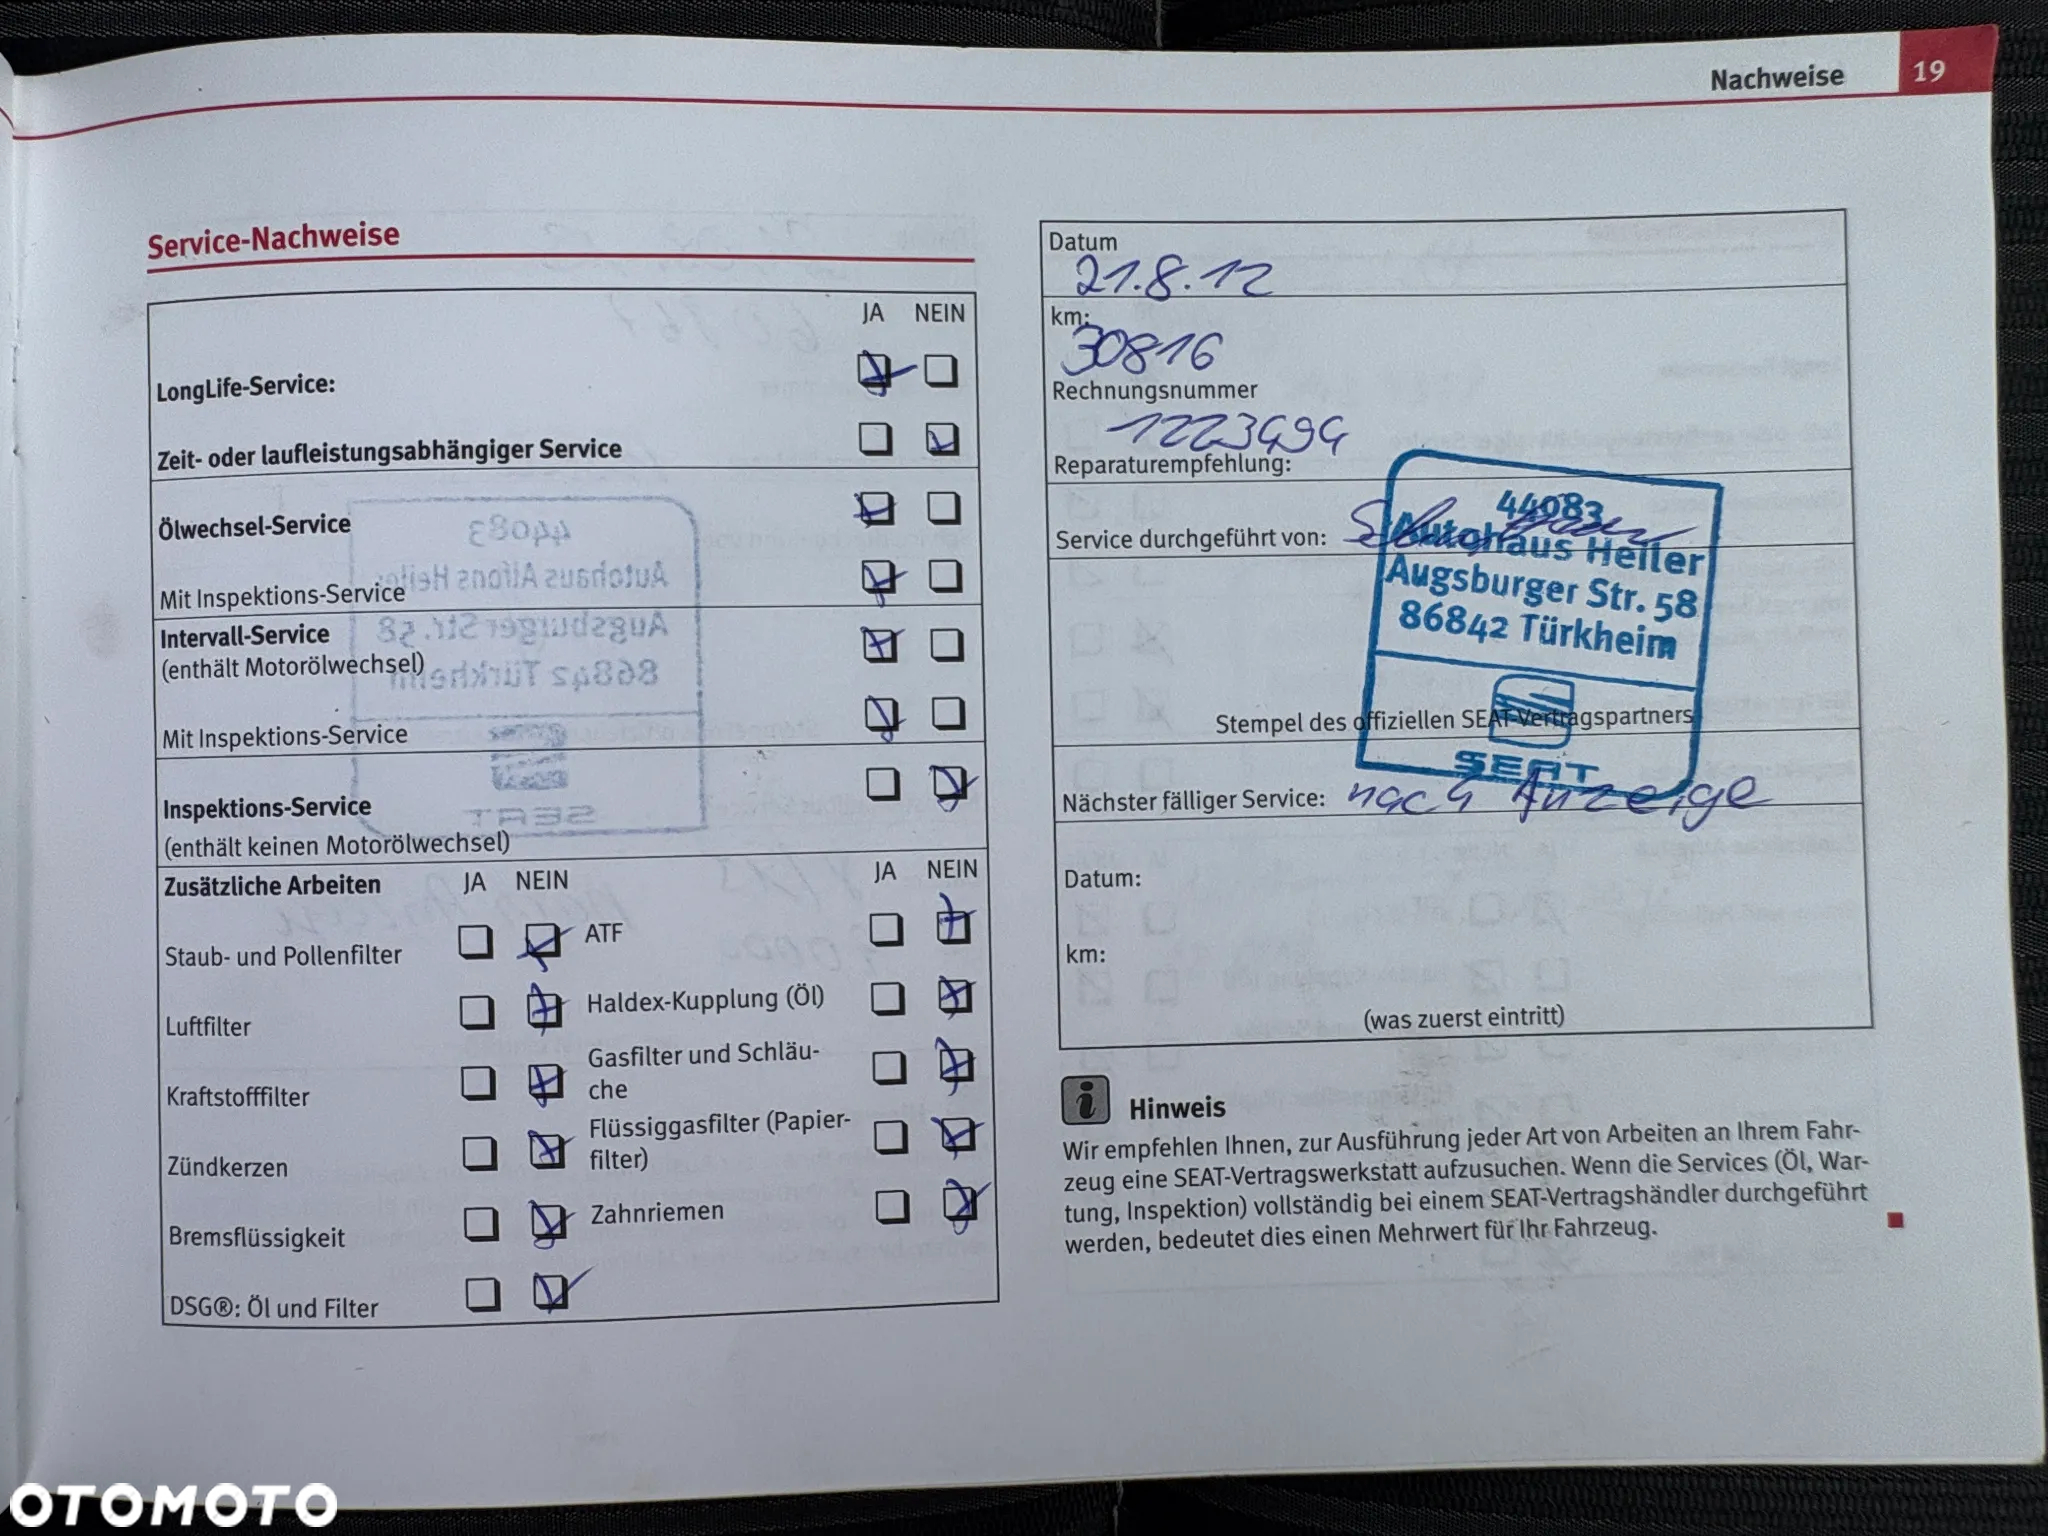 Nachweise 19
Service-Nachweise
JA NEIN
LongLife-Service:
Zeit- oder laufleistungsabhängiger Service
Ölwechsel-Service
Mit Inspektions-Service
Intervall-Service
(enthält Motorölwechsel)
Mit Inspektions-Service
Inspektions-Service
(enthält keinen Motorölwechsel)
Zusätzliche Arbeiten JA NEIN JA NEIN
Staub- und Pollenfilter ATF
Luftfilter Haldex-Kupplung (Öl)
Kraftstofffilter Gasfilter und Schläu-
che
Zündkerzen Flüssiggasfilter (Papier-
filter)
Bremsflüssigkeit Zahnriemen
DSG®: Öl und Filter
Datum
21.8.12
km:
30816
Rechnungsnummer
1223494
Reparaturempfehlung:
Service durchgeführt von:
44083
Autohaus Heiler
Augsburger Str. 58
86842 Türkheim
Stempel des offiziellen SEAT-Vertragspartners
SEAT
Nächster fälliger Service: nach Anzeige
Datum:
km:
(was zuerst eintritt)
i Hinweis
Wir empfehlen Ihnen, zur Ausführung jeder Art von Arbeiten an Ihrem Fahr-
zeug eine SEAT-Vertragswerkstatt aufzusuchen. Wenn die Services (Öl, War-
tung, Inspektion) vollständig bei einem SEAT-Vertragshändler durchgeführt
werden, bedeutet dies einen Mehrwert für Ihr Fahrzeug.
OTOMOTO